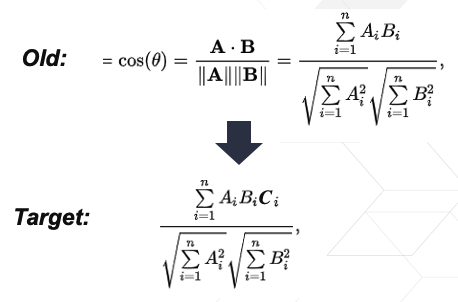 Old: = cos(θ) = \frac{\mathbf{A} \cdot \mathbf{B}}{\|\mathbf{A}\| \|\mathbf{B}\|} = \frac{\sum_{i=1}^{n} A_i B_i}{\sqrt{\sum_{i=1}^{n} A_i^2} \sqrt{\sum_{i=1}^{n} B_i^2}},
Target: \frac{\sum_{i=1}^{n} A_i B_i \boldsymbol{C}_i}{\sqrt{\sum_{i=1}^{n} A_i^2} \sqrt{\sum_{i=1}^{n} B_i^2}},